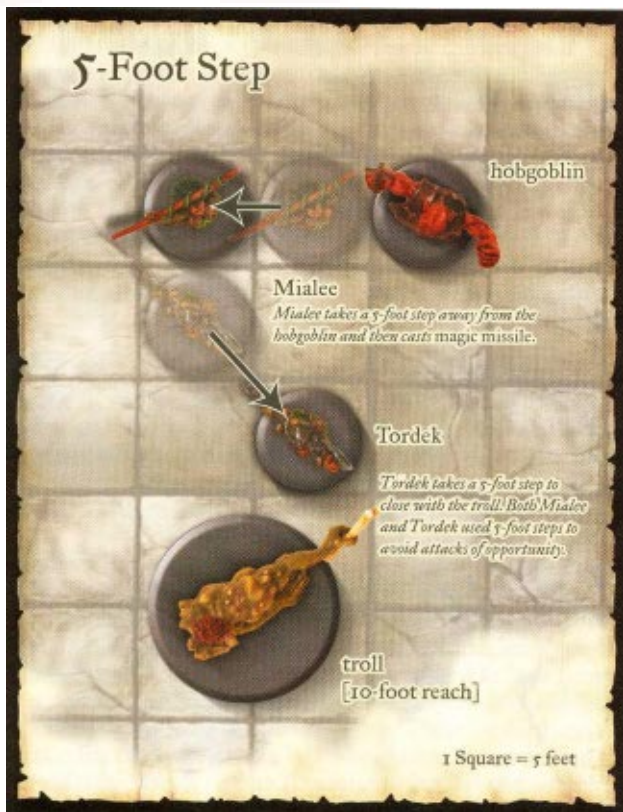 5-Foot Step
hobgoblin
Mialee
Mialee takes a 5-foot step away from the
hobgoblin and then casts magic missile.
Tordek
Tordek takes a 5-foot step to
close with the troll. Both Mialee
and Tordek used 5-foot steps to
avoid attacks of opportunity.
troll
[10-foot reach]
1 Square = 5 feet